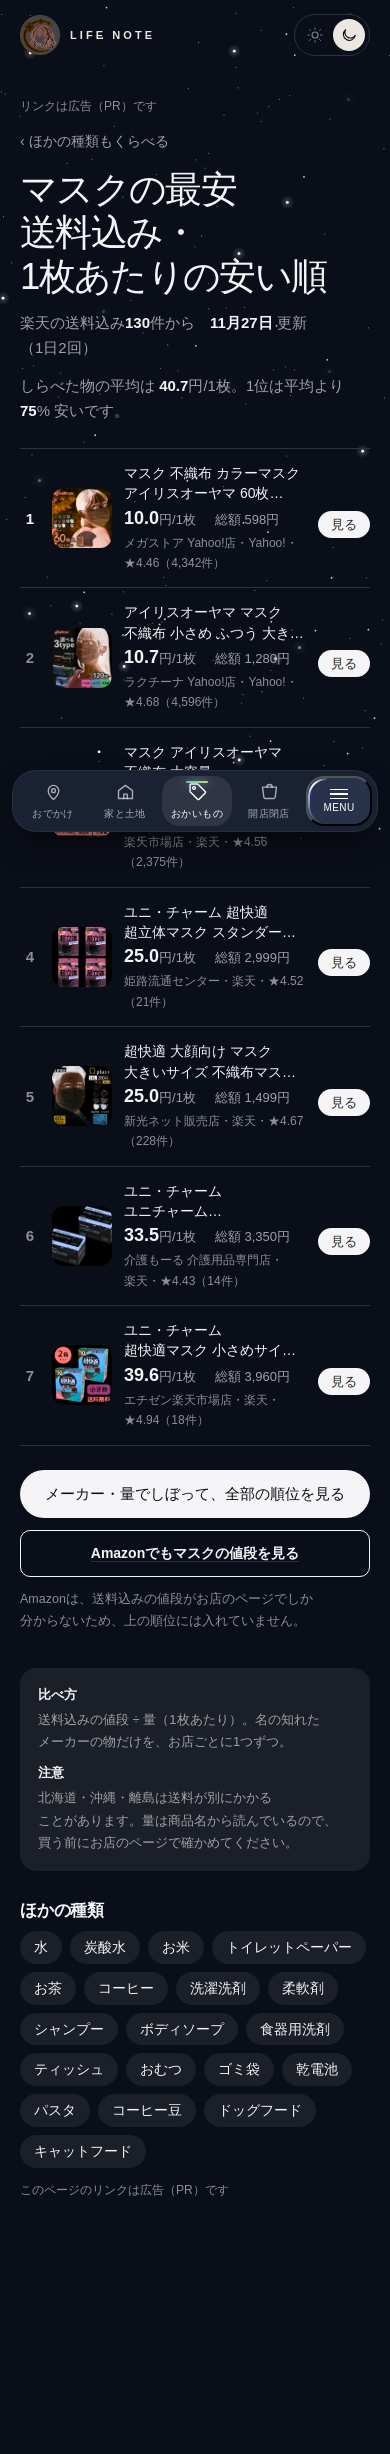 LIFE NOTE
リンクは広告（PR）です
‹ ほかの種類もくらべる
マスクの最安
送料込み・
1枚あたりの安い順
楽天の送料込み130件から 11月27日 更新
（1日2回）
しらべた物の平均は 40.7円/1枚。1位は平均より
75% 安いです。
マスク 不織布 カラーマスク
アイリスオーヤマ 60枚…
1
10.0円/1枚 総額 598円
見る
メガストア Yahoo!店・Yahoo!・
★4.46（4,342件）
アイリスオーヤマ マスク
不織布 小さめ ふつう 大き…
2
10.7円/1枚 総額 1,280円
見る
ラクチーナ Yahoo!店・Yahoo!・
★4.68（4,596件）
マスク アイリスオーヤマ
おでかけ
家と土地
おかいもの
開店閉店
MENU
楽天市場店・楽天・★4.56
（2,375件）
ユニ・チャーム 超快適
超立体マスク スタンダー…
4
25.0円/1枚 総額 2,999円
見る
姫路流通センター・楽天・★4.52
（21件）
超快適 大顔向け マスク
大きいサイズ 不織布マス…
5
25.0円/1枚 総額 1,499円
見る
新光ネット販売店・楽天・★4.67
（228件）
ユニ・チャーム
ユニチャーム…
6
33.5円/1枚 総額 3,350円
見る
介護もーる 介護用品専門店・
楽天・★4.43（14件）
ユニ・チャーム
超快適マスク 小さめサイ…
7
39.6円/1枚 総額 3,960円
見る
エチゼン楽天市場店・楽天・
★4.94（18件）
メーカー・量でしぼって、全部の順位を見る
Amazonでもマスクの値段を見る
Amazonは、送料込みの値段がお店のページでしか
分からないため、上の順位には入れていません。
比べ方
送料込みの値段 ÷ 量（1枚あたり）。名の知れた
メーカーの物だけを、お店ごとに1つずつ。
注意
北海道・沖縄・離島は送料が別にかかる
ことがあります。量は商品名から読んでいるので、
買う前にお店のページで確かめてください。
ほかの種類
水 炭酸水 お米 トイレットペーパー
お茶 コーヒー 洗濯洗剤 柔軟剤
シャンプー ボディソープ 食器用洗剤
ティッシュ おむつ ゴミ袋 乾電池
パスタ コーヒー豆 ドッグフード
キャットフード
このページのリンクは広告（PR）です